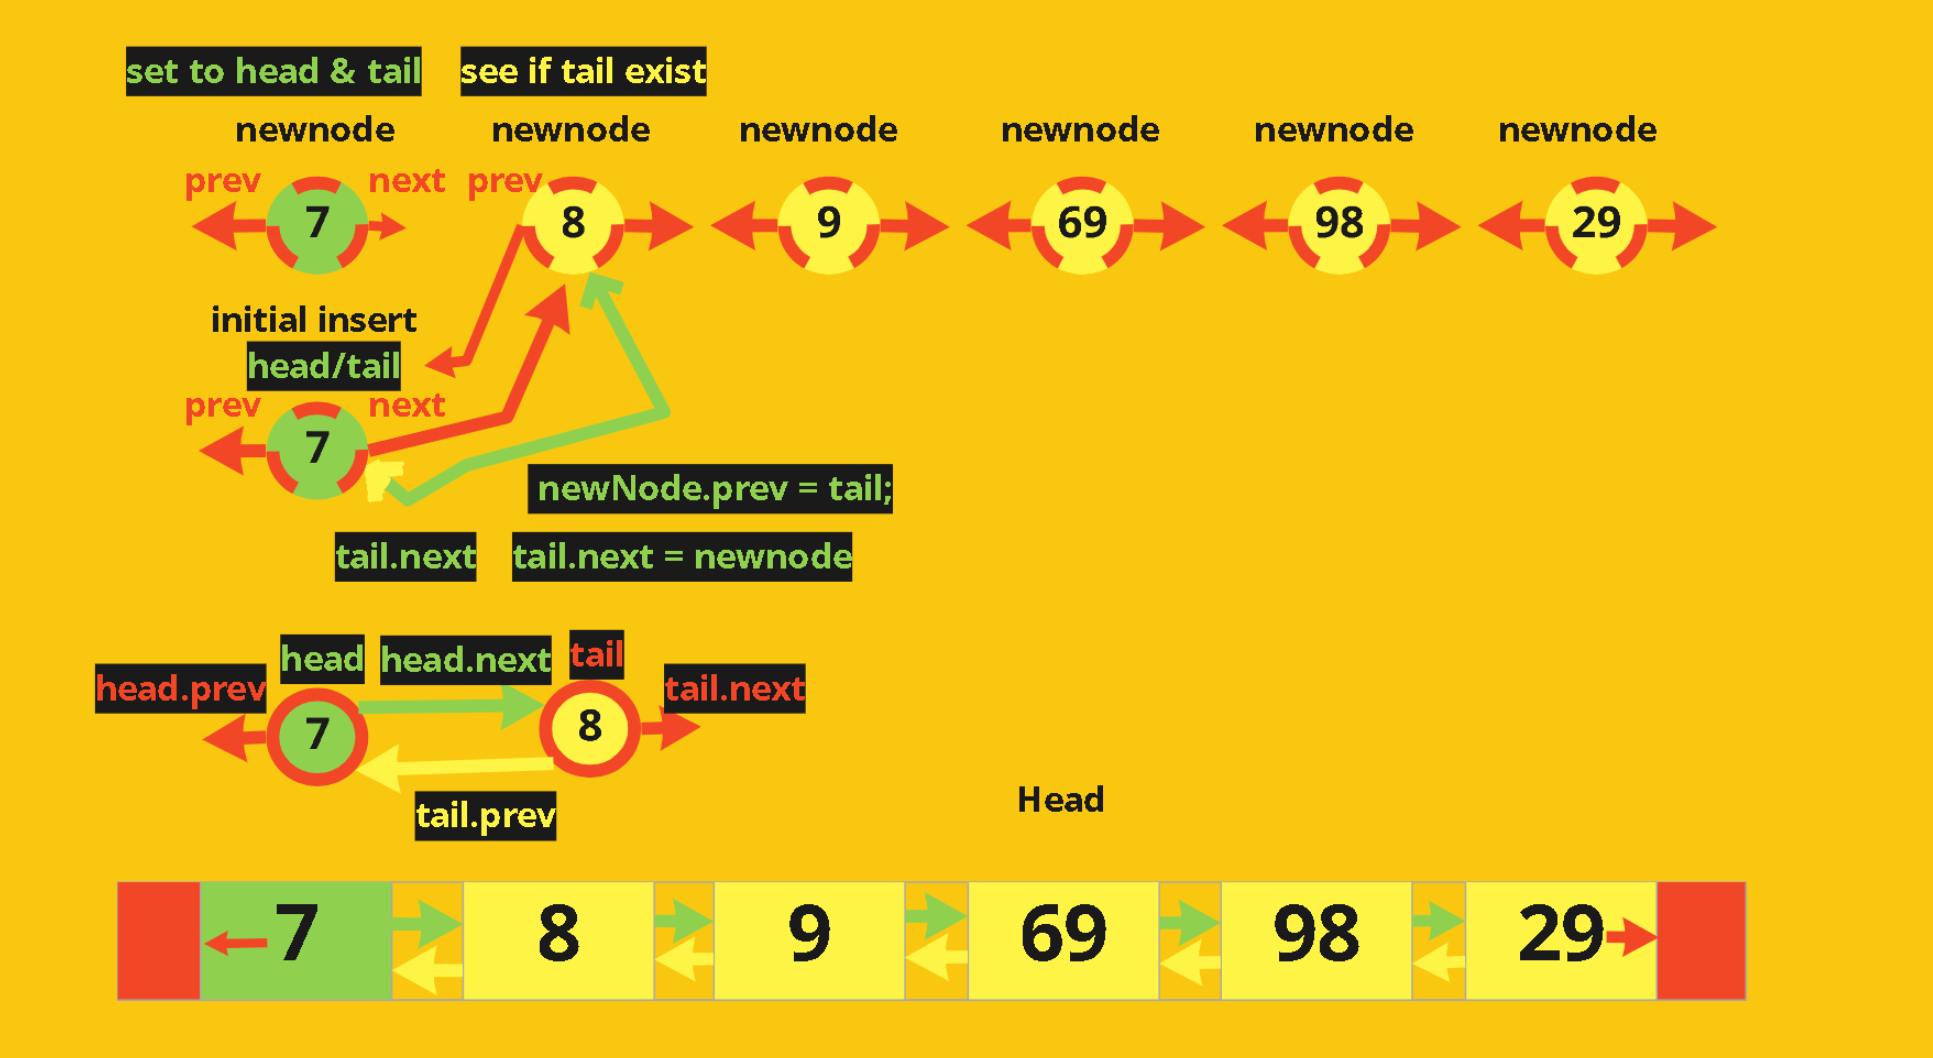 set to head & tail
see if tail exist
newnode
newnode
newnode
newnode
newnode
newnode
prev
next
prev
7
8
9
69
98
29
initial insert
head/tail
prev
next
7
newNode.prev = tail;
tail.next
tail.next = newnode
head
head.next
tail
head.prev
tail.next
7
8
tail.prev
Head
7
8
9
69
98
29